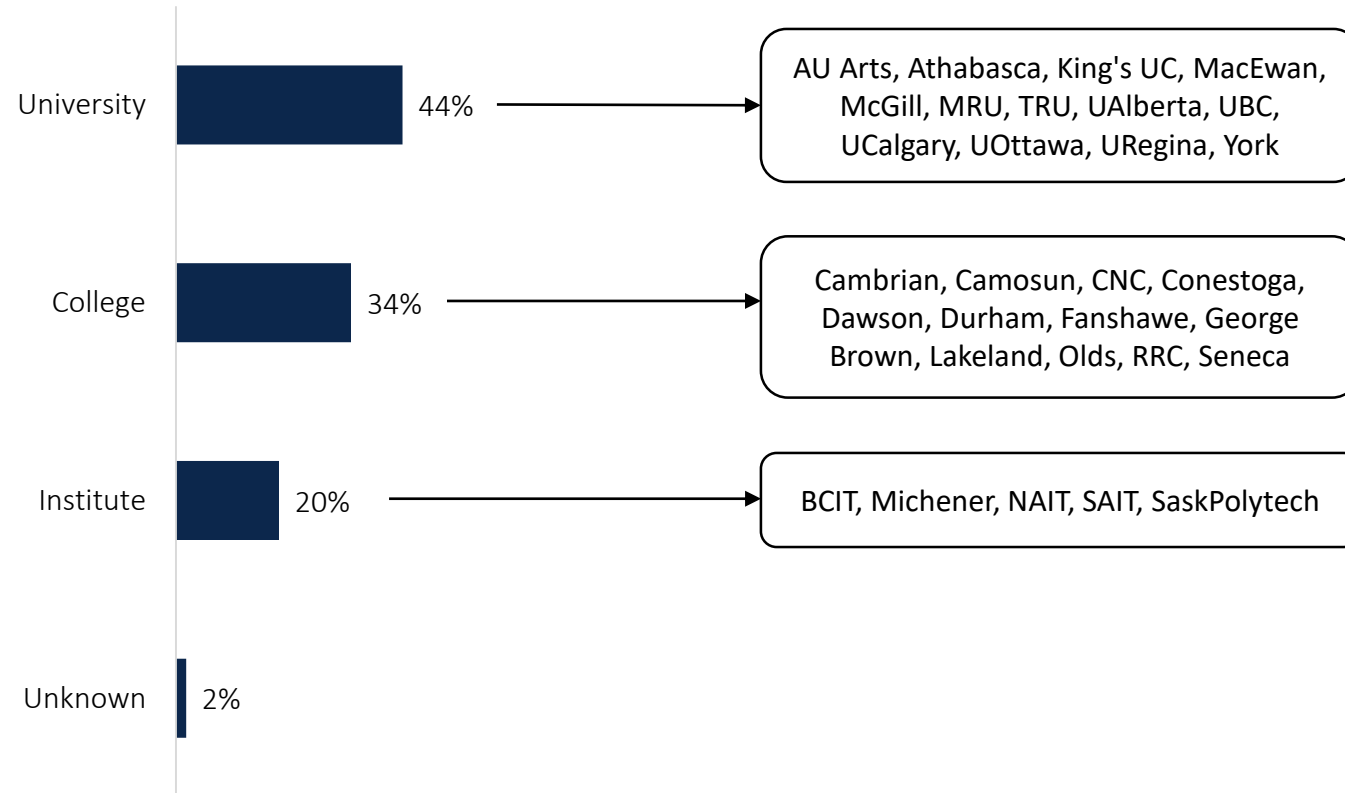 University
44%
AU Arts, Athabasca, King's UC, MacEwan,
McGill, MRU, TRU, UAlberta, UBC,
UCalgary, UOttawa, URegina, York
College
34%
Cambrian, Camosun, CNC, Conestoga,
Dawson, Durham, Fanshawe, George
Brown, Lakeland, Olds, RRC, Seneca
Institute
20%
BCIT, Michener, NAIT, SAIT, SaskPolytech
Unknown
2%